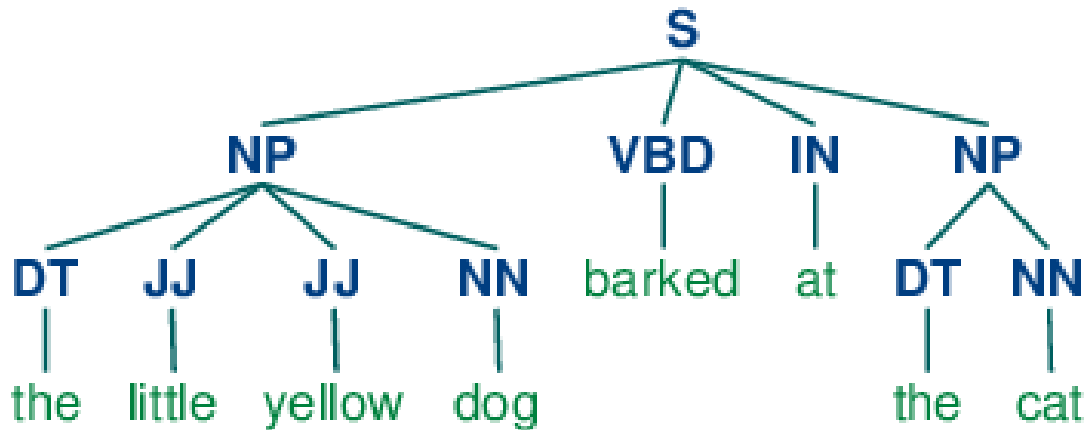 S
NP VBD IN NP
DT JJ JJ NN barked at DT NN
the little yellow dog the cat